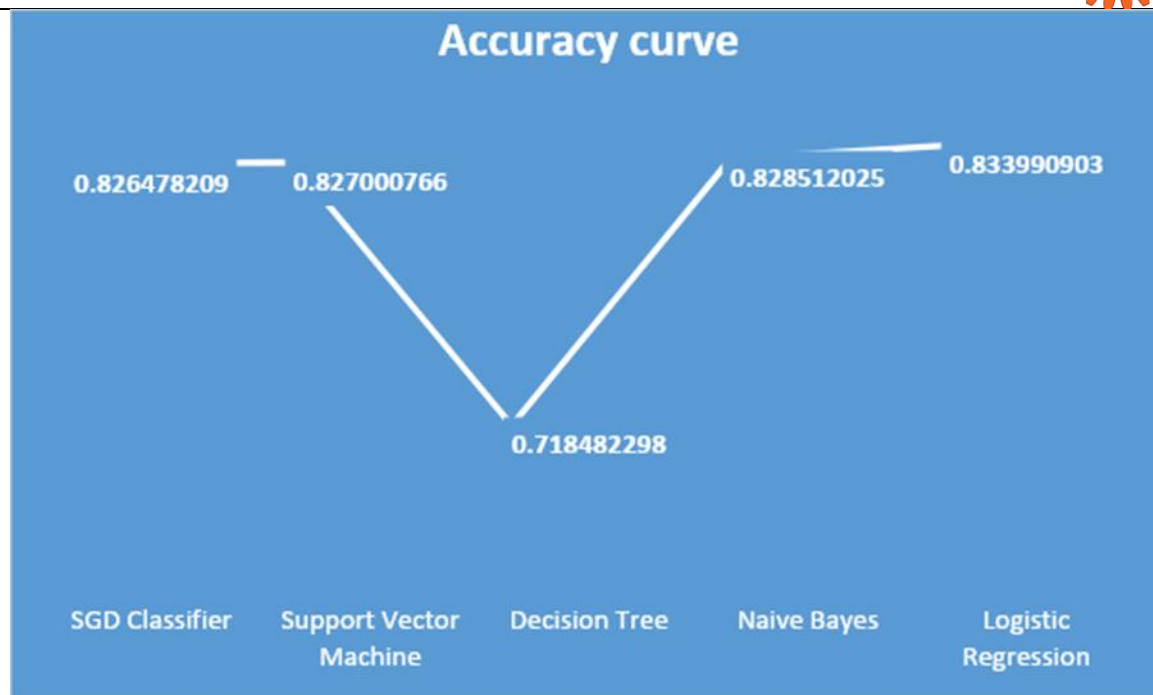 Accuracy curve
0.826478209
0.827000766
0.718482298
0.828512025
0.833990903
SGD Classifier
Support Vector
Machine
Decision Tree
Naive Bayes
Logistic
Regression